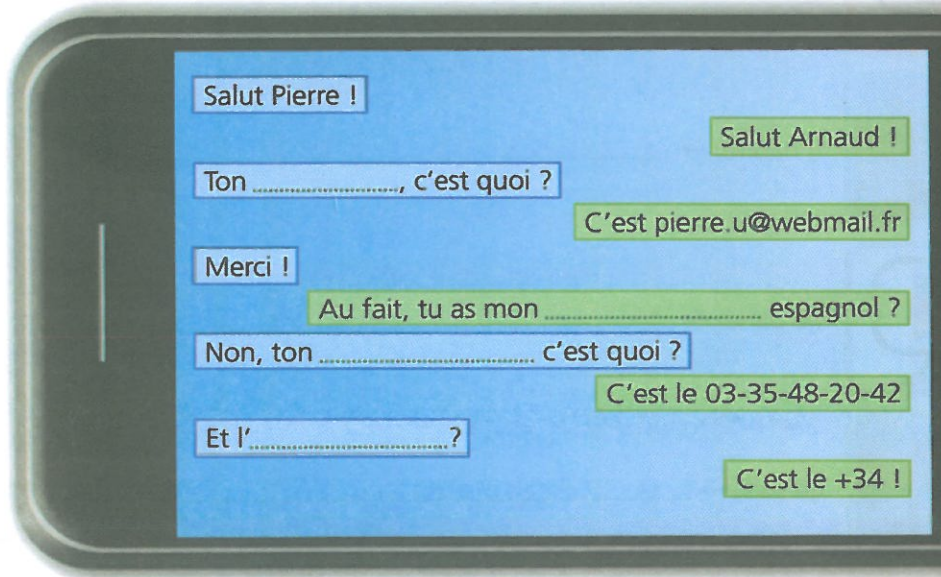 Salut Pierre !
Salut Arnaud !
Ton ........................, c'est quoi ?
C'est pierre.u@webmail.fr
Merci !
Au fait, tu as mon .................................... espagnol ?
Non, ton .................................... c'est quoi ?
C'est le 03-35-48-20-42
Et l'..................................?
C'est le +34 !